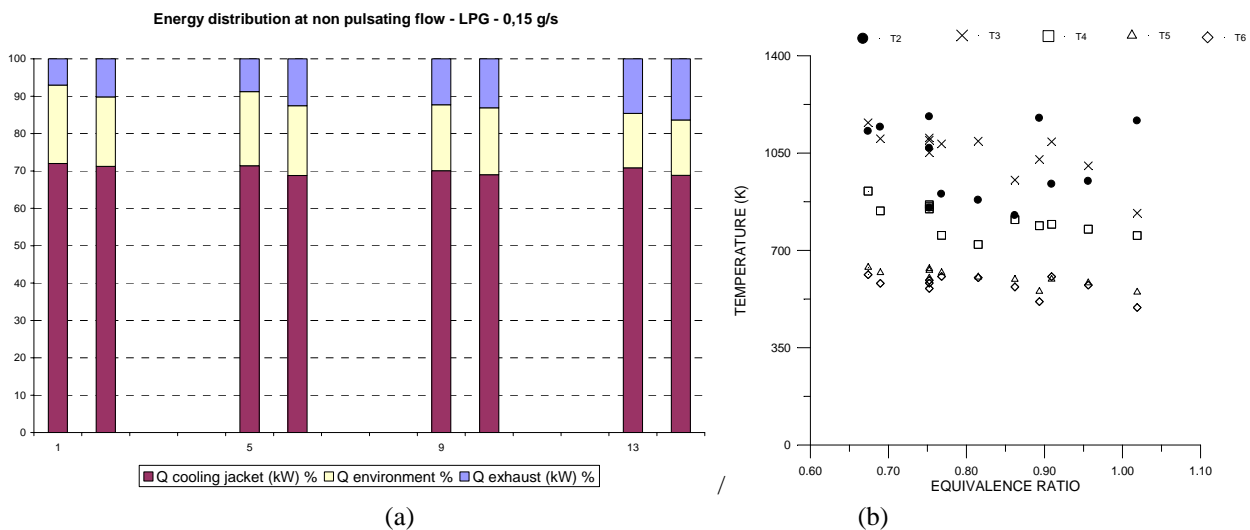 Energy distribution at non pulsating flow - LPG - 0,15 g/s
100
90
80
70
60
50
40
30
20
10
0
1 5 9 13
Q cooling jacket (kW) % Q environment % Q exhaust (kW) %
(a)
/
T2 T3 T4 T5 T6
1400
1050
700
350
0
TEMPERATURE (K)
0.60 0.70 0.80 0.90 1.00 1.10
EQUIVALENCE RATIO
(b)